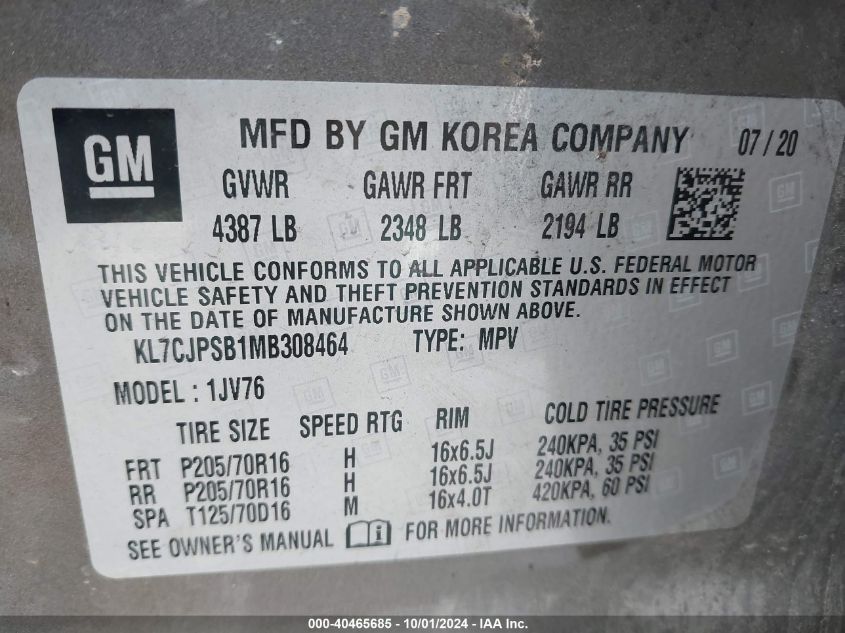 GM
MFD BY GM KOREA COMPANY 07/20
GVWR GAWR FRT GAWR RR
4387 LB 2348 LB 2194 LB
THIS VEHICLE CONFORMS TO ALL APPLICABLE U.S. FEDERAL MOTOR
VEHICLE SAFETY AND THEFT PREVENTION STANDARDS IN EFFECT
ON THE DATE OF MANUFACTURE SHOWN ABOVE.
KL7CJPSB1MB308464 TYPE: MPV
MODEL: 1JV76
TIRE SIZE SPEED RTG RIM COLD TIRE PRESSURE
FRT P205/70R16 H 16x6.5J 240KPA, 35 PSI
RR P205/70R16 H 16x6.5J 240KPA, 35 PSI
SPA T125/70D16 M 16x4.0T 420KPA, 60 PSI
SEE OWNER'S MANUAL FOR MORE INFORMATION.
000-40465685 - 10/01/2024 - IAA Inc.